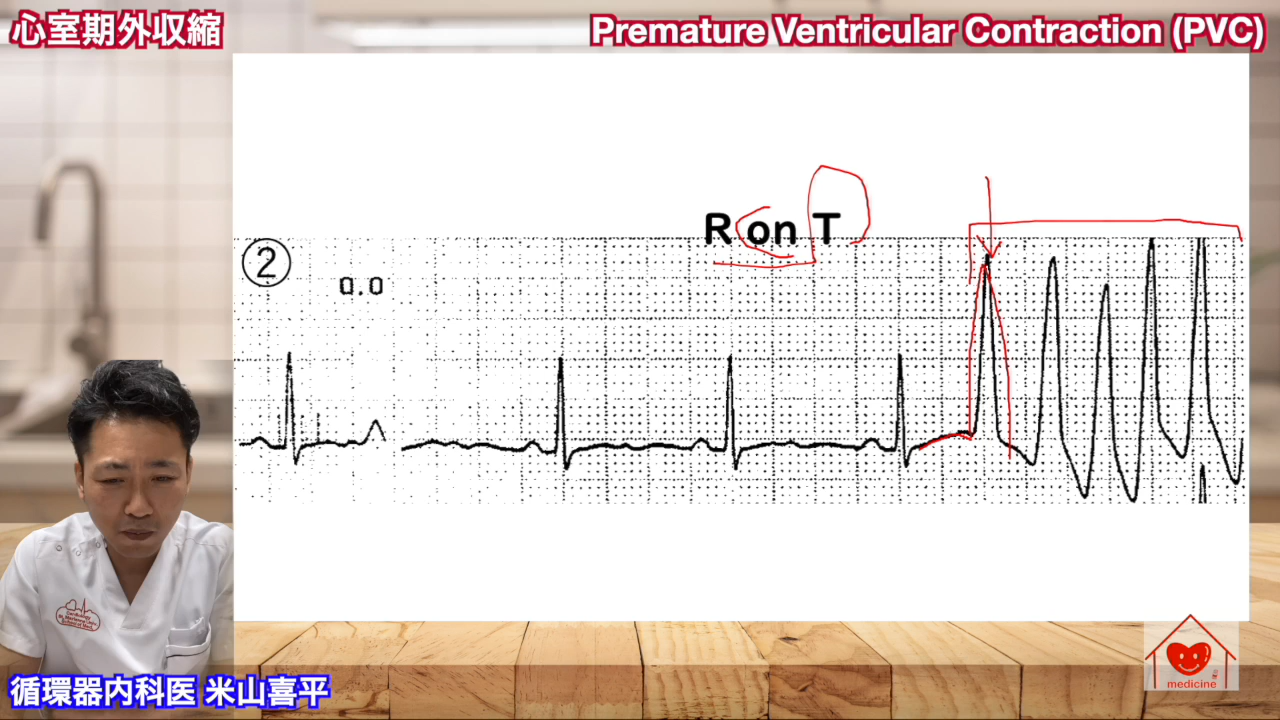 心室期外収縮
Premature Ventricular Contraction (PVC)
R on T
②
0.0
循環器内科医 米山喜平
medicine